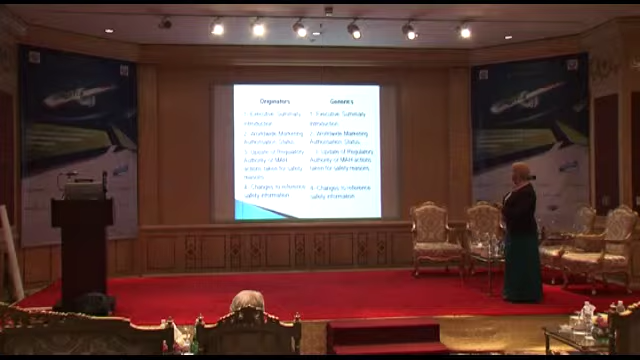 Originators
1. Executive Summary,
Introduction
2. Worldwide Marketing
Authorisation Status
3. Update of Regulatory
Authority or MAH
actions taken for safety
reasons
4. Changes to reference
safety information
Generics
1. Executive Summary,
Introduction
2. Worldwide Marketing
Authorisation Status
3. Update of Regulatory
Authority or MAH actions
taken for safety reasons
4. Changes to reference
safety information